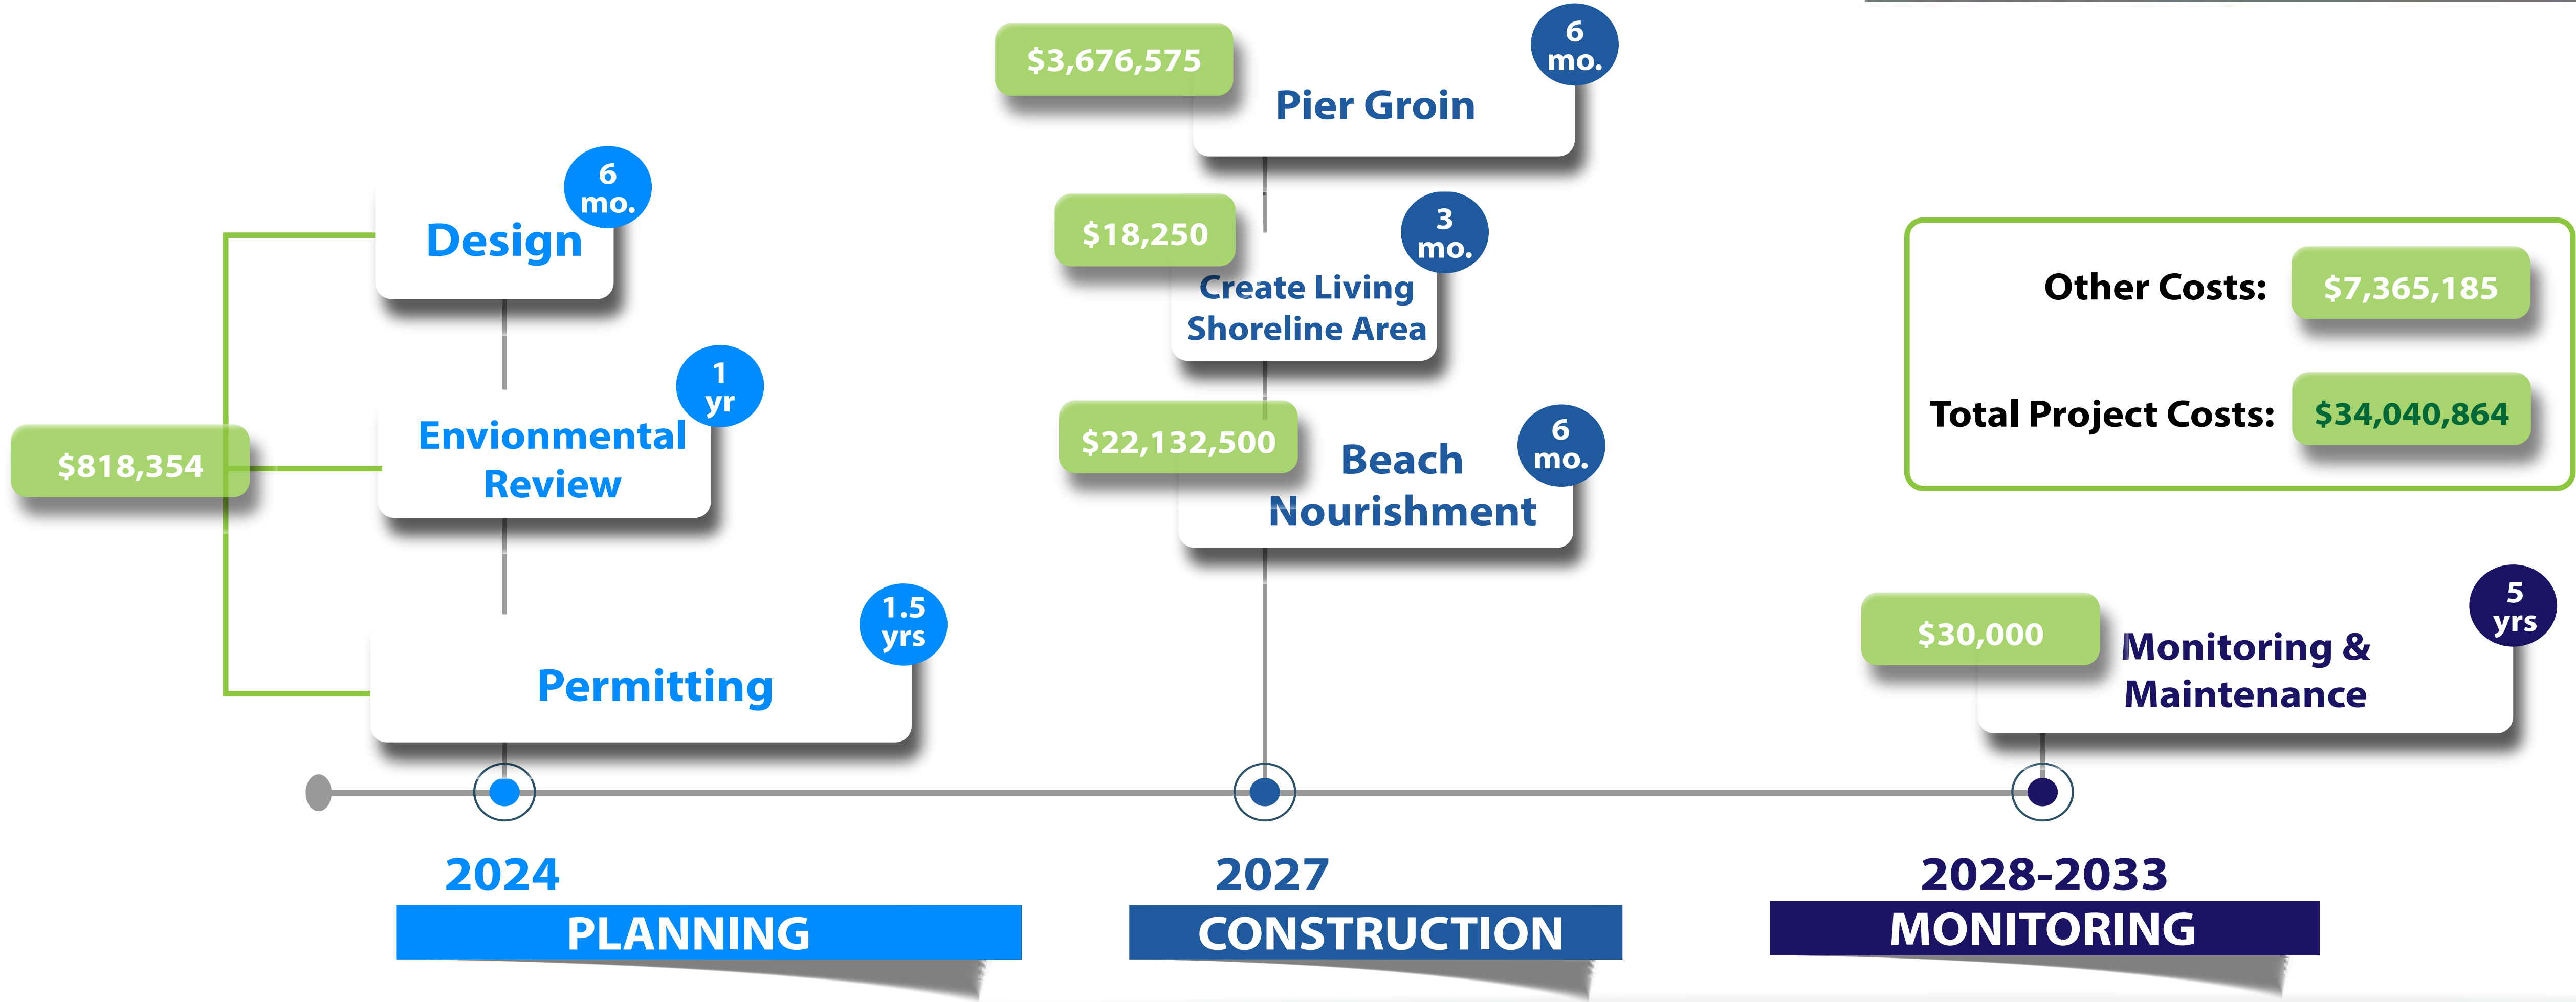 $818,354
Design
6
mo.
Envionmental
Review
1
yr
Permitting
1.5
yrs
2024
PLANNING
$3,676,575
Pier Groin
6
mo.
$18,250
Create Living
Shoreline Area
3
mo.
$22,132,500
Beach
Nourishment
6
mo.
2027
CONSTRUCTION
Other Costs: $7,365,185
Total Project Costs: $34,040,864
$30,000
Monitoring &
Maintenance
5
yrs
2028-2033
MONITORING